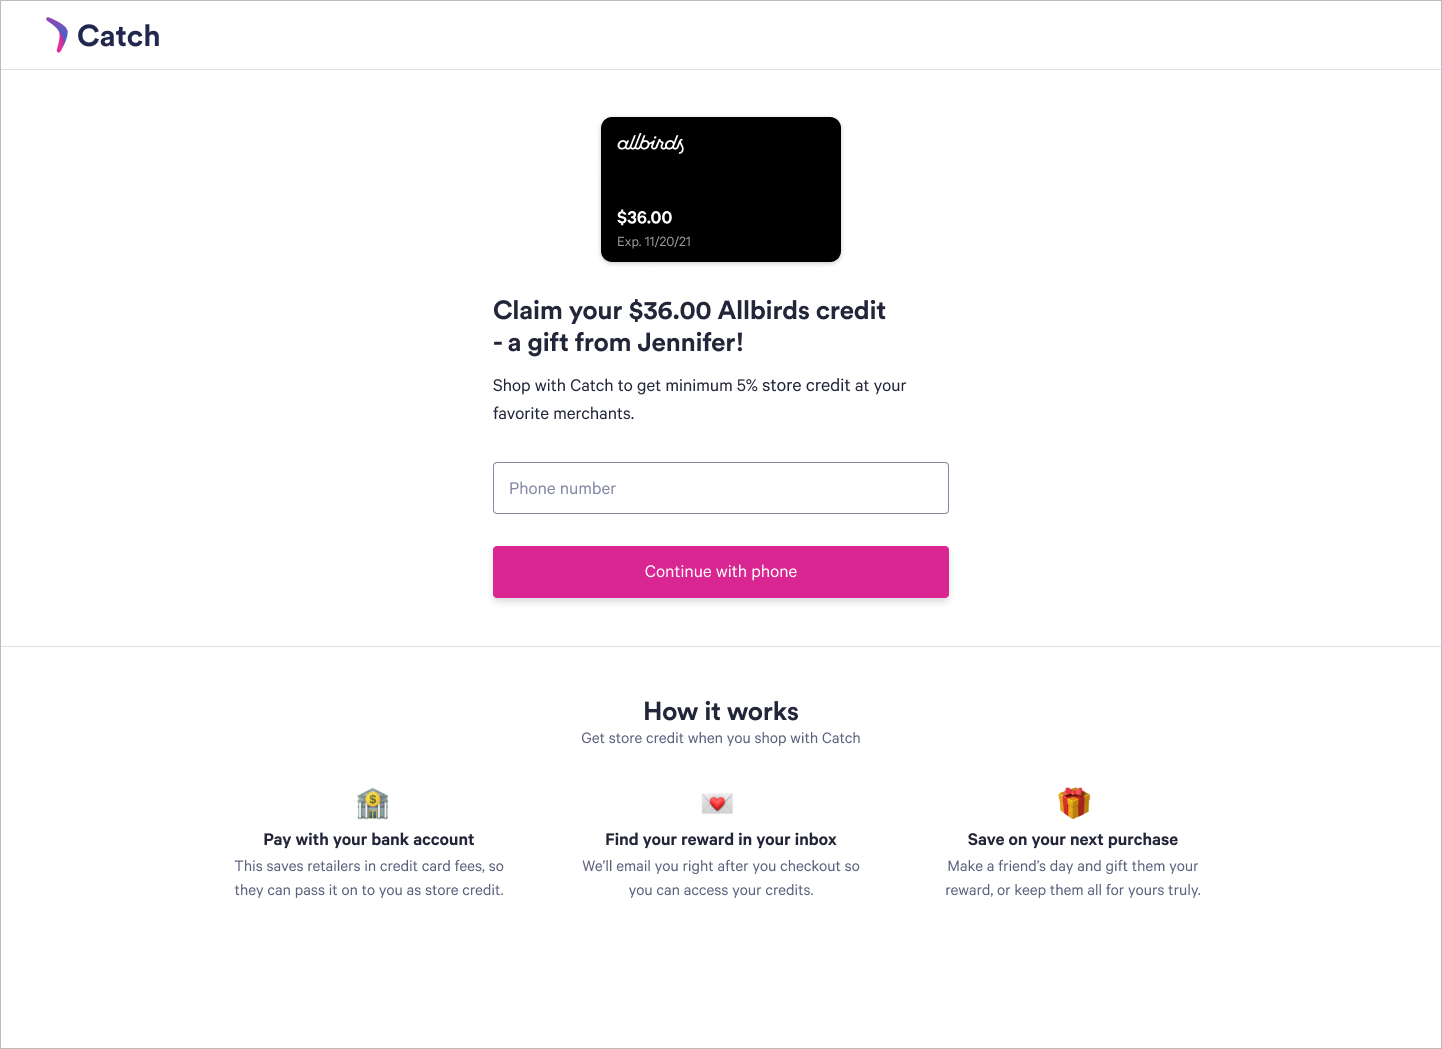 Catch
allbirds
$36.00
Exp. 11/20/21
Claim your $36.00 Allbirds credit
- a gift from Jennifer!
Shop with Catch to get minimum 5% store credit at your
favorite merchants.
Phone number
Continue with phone
How it works
Get store credit when you shop with Catch
Pay with your bank account
This saves retailers in credit card fees, so
they can pass it on to you as store credit.
Find your reward in your inbox
We’ll email you right after you checkout so
you can access your credits.
Save on your next purchase
Make a friend’s day and gift them your
reward, or keep them all for yours truly.